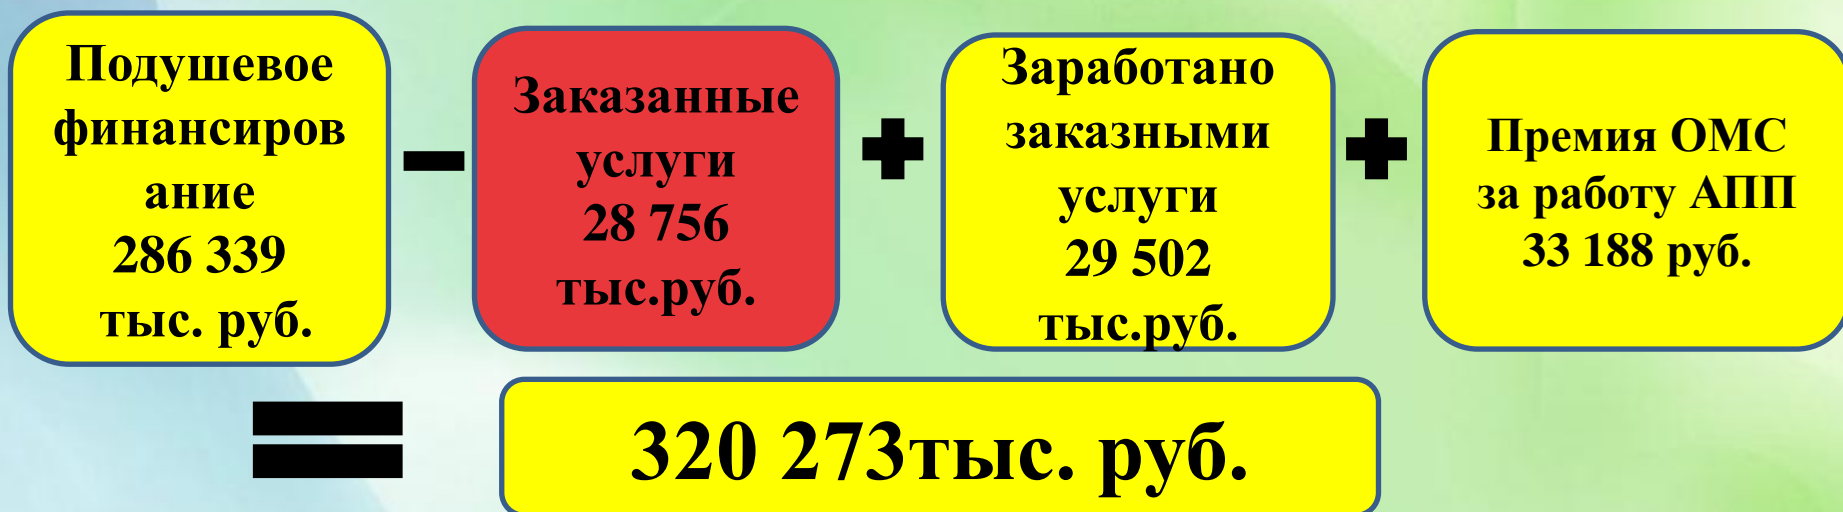 Подушевое
финансиров
ание
286 339
тыс. руб.
Заказанные
услуги
28 756
тыс.руб.
Заработано
заказными
услуги
29 502
тыс.руб.
Премия ОМС
за работу АПП
33 188 руб.
320 273тыс. руб.